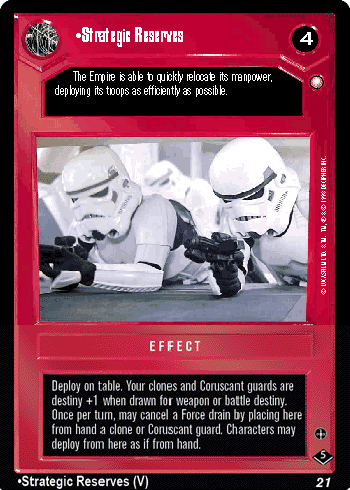 •Strategic Reserves
4
The Empire is able to quickly relocate its manpower,
deploying its troops as efficiently as possible.
EFFECT
Deploy on table. Your clones and Coruscant guards are
destiny +1 when drawn for weapon or battle destiny.
Once per turn, may cancel a Force drain by placing here
from hand a clone or Coruscant guard. Characters may
deploy from here as if from hand.
5
•Strategic Reserves (V)
21